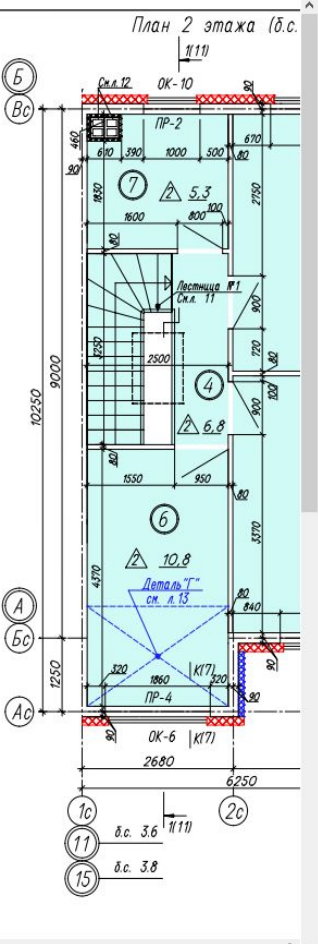 План 2 этажа (б.с.
1(11)
Б
Вс
См.л.12
ОК-10
90
ПР-2
460
90
610
390
1000
500
80
670
1830
7
2
5,3
2750
1600
800
100
80
Лестница №1
См.л. 11
900
3250
2500
720
4
80
100
10250
9000
2
6,8
900
80
1550
950
80
6
2
10,8
3370
4370
Деталь "Г"
см. л.13
80
840
А
Бс
90
1250
320
1860
К(7)
320
ПР-4
90
Ас
90
ОК-6
К(7)
2680
6250
1с
2с
1(11)
11
б.с. 3.6
15
б.с. 3.8